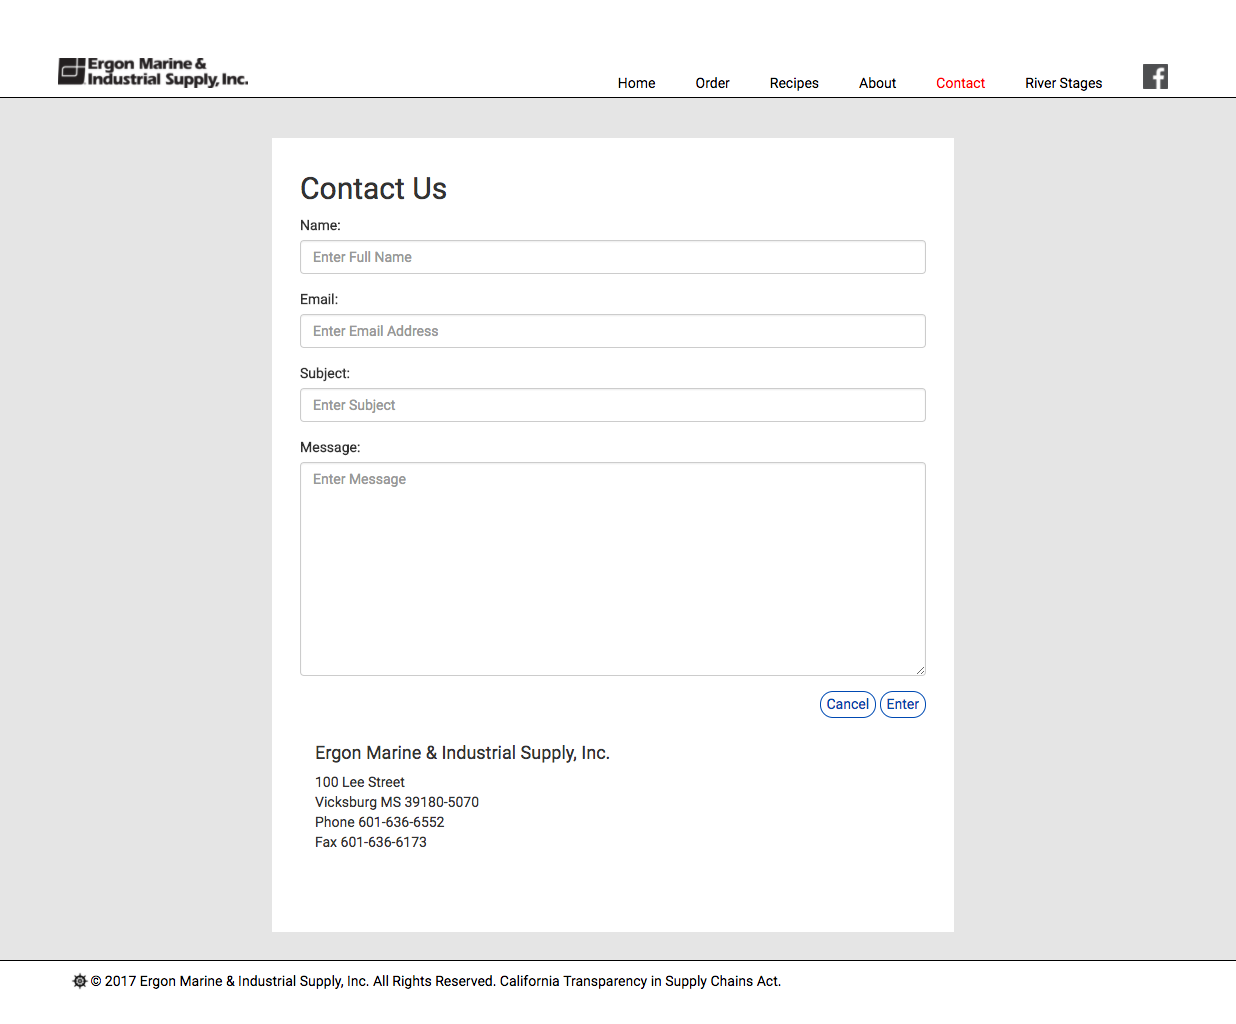 Ergon Marine &
Industrial Supply, Inc.
Home Order Recipes About Contact River Stages
Contact Us
Name:
Enter Full Name
Email:
Enter Email Address
Subject:
Enter Subject
Message:
Enter Message
Cancel Enter
Ergon Marine & Industrial Supply, Inc.
100 Lee Street
Vicksburg MS 39180-5070
Phone 601-636-6552
Fax 601-636-6173
© 2017 Ergon Marine & Industrial Supply, Inc. All Rights Reserved. California Transparency in Supply Chains Act.